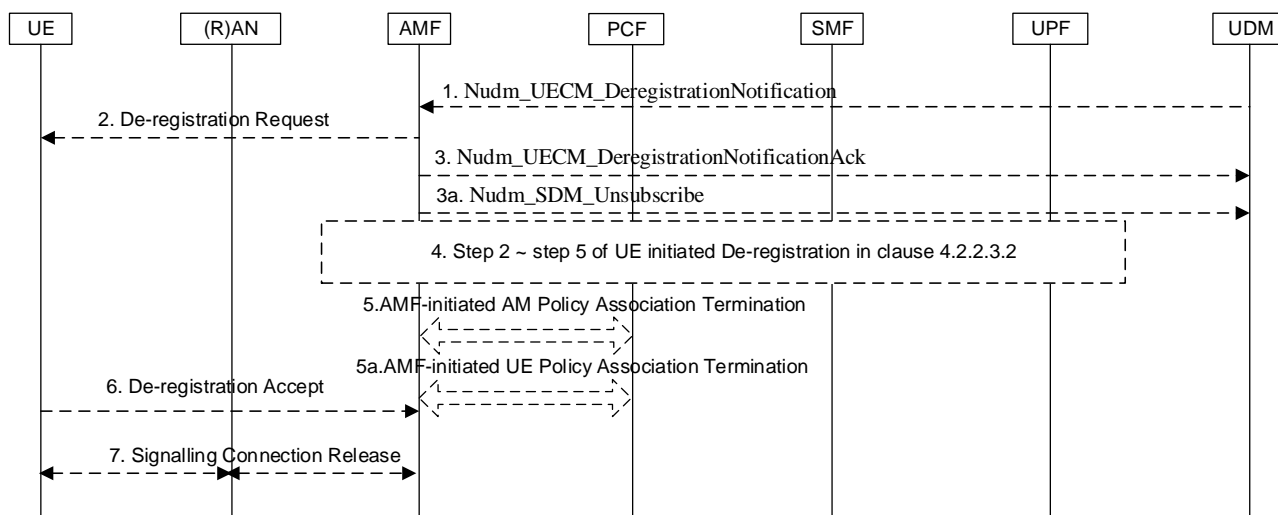 UE (R)AN AMF PCF SMF UPF UDM
1. Nudm_UECM_DeregistrationNotification
2. De-registration Request
3. Nudm_UECM_DeregistrationNotificationAck
3a. Nudm_SDM_Unsubscribe
4. Step 2 ~ step 5 of UE initiated De-registration in clause 4.2.2.3.2
5.AMF-initiated AM Policy Association Termination
5a.AMF-initiated UE Policy Association Termination
6. De-registration Accept
7. Signalling Connection Release